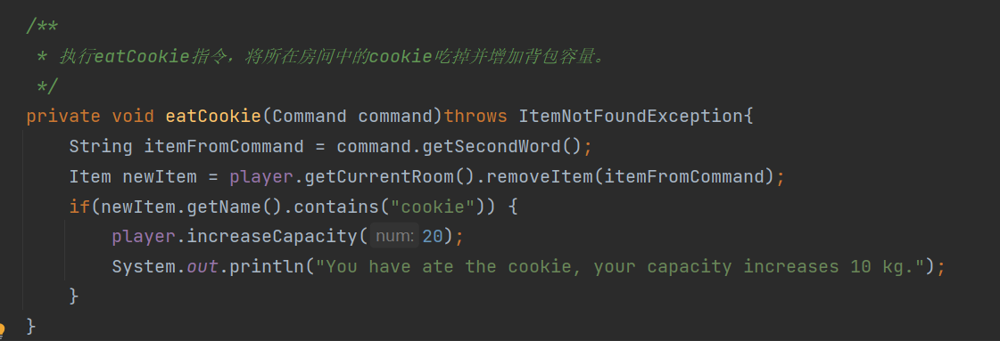 /**
* 执行eatCookie指令，将所在房间中的cookie吃掉并增加背包容量。
*/
private void eatCookie(Command command)throws ItemNotFoundException{
String itemFromCommand = command.getSecondWord();
Item newItem = player.getCurrentRoom().removeItem(itemFromCommand);
if(newItem.getName().contains("cookie")) {
player.increaseCapacity( num: 20);
System.out.println("You have ate the cookie, your capacity increases 10 kg.");
}
}